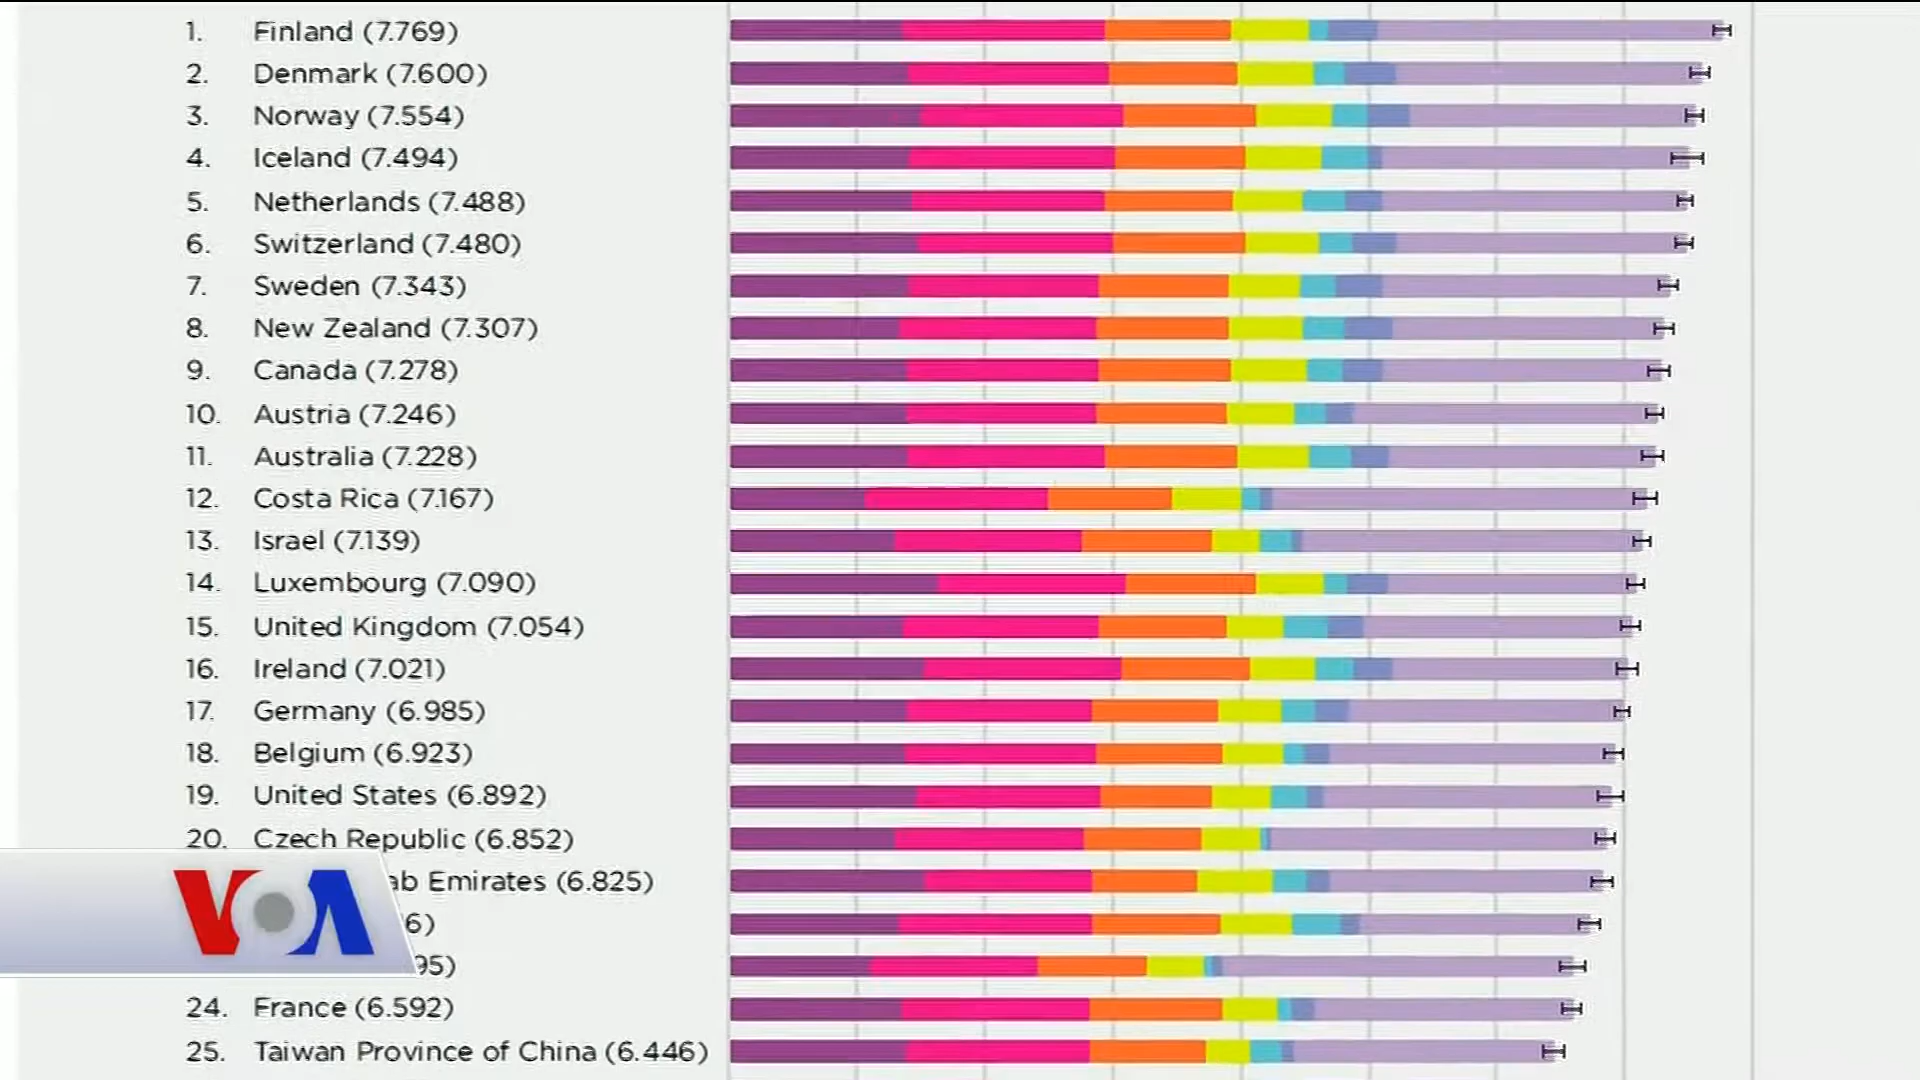 1. Finland (7.769)
2. Denmark (7.600)
3. Norway (7.554)
4. Iceland (7.494)
5. Netherlands (7.488)
6. Switzerland (7.480)
7. Sweden (7.343)
8. New Zealand (7.307)
9. Canada (7.278)
10. Austria (7.246)
11. Australia (7.228)
12. Costa Rica (7.167)
13. Israel (7.139)
14. Luxembourg (7.090)
15. United Kingdom (7.054)
16. Ireland (7.021)
17. Germany (6.985)
18. Belgium (6.923)
19. United States (6.892)
20. Czech Republic (6.852)
ab Emirates (6.825)
6)
95)
24. France (6.592)
25. Taiwan Province of China (6.446)
VOA